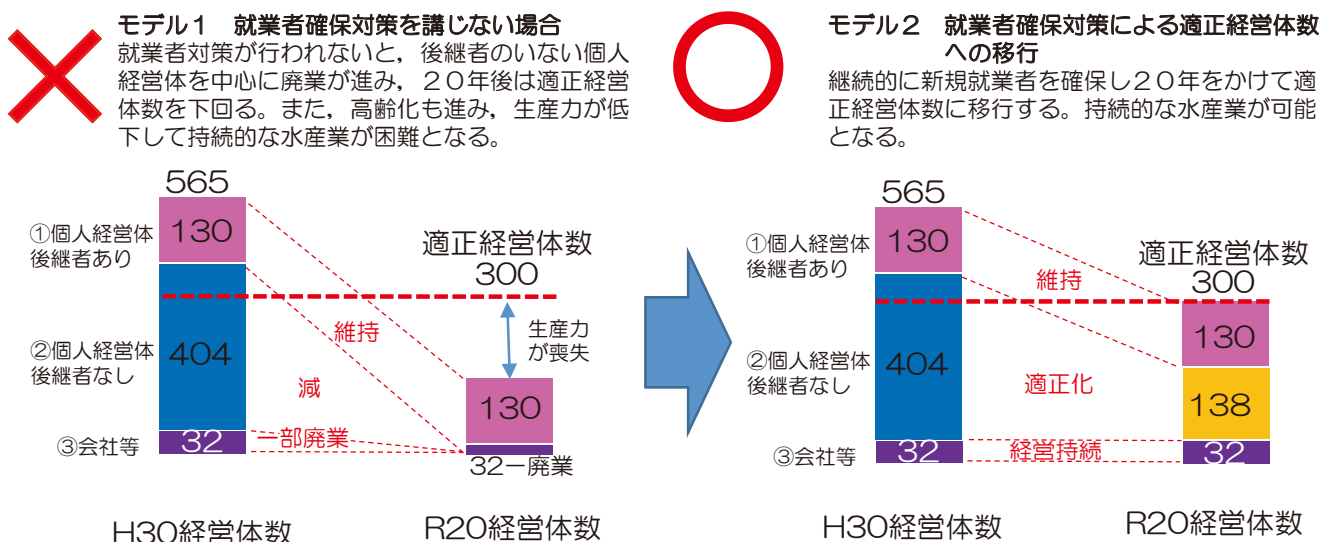 モデル１　就業者確保対策を講じない場合
就業者対策が行われないと，後継者のいない個人
経営体を中心に廃業が進み，２０年後は適正経営
体数を下回る。また，高齢化も進み，生産力が低
下して持続的な水産業が困難となる。
565
①個人経営体
後継者あり
130
適正経営体数
300
維持
生産力
が喪失
②個人経営体
後継者なし
404
減
130
③会社等
32
一部廃業
32－廃業
H30経営体数
R20経営体数
モデル２　就業者確保対策による適正経営体数
への移行
継続的に新規就業者を確保し２０年をかけて適
正経営体数に移行する。持続的な水産業が可能
となる。
565
①個人経営体
後継者あり
130
適正経営体数
300
維持
130
②個人経営体
後継者なし
404
適正化
138
③会社等
32
経営持続
32
H30経営体数
R20経営体数